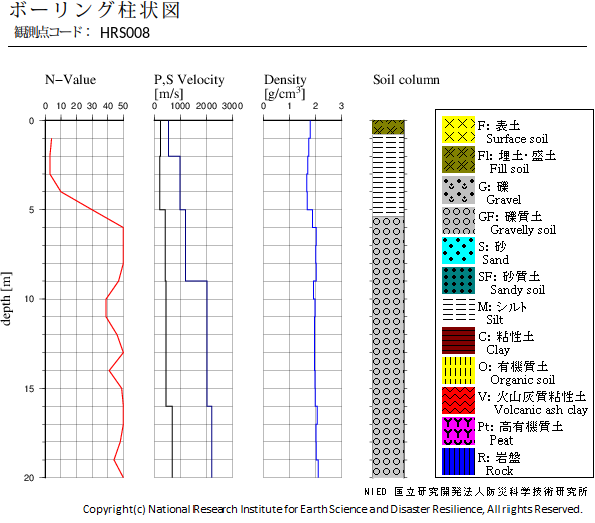 ボーリング柱状図
観測点コード： HRS008
N-Value
P,S Velocity
[m/s]
Density
[g/cm3]
Soil column
0 10 20 30 40 50
0 1000 2000 3000
0 1 2 3
0
5
10
15
20
depth [m]
F: 表土
Surface soil
Fl: 埋土・盛土
Fill soil
G: 礫
Gravel
GF: 礫質土
Gravelly soil
S: 砂
Sand
SF: 砂質土
Sandy soil
M: シルト
Silt
C: 粘性土
Clay
O: 有機質土
Organic soil
V: 火山灰質粘性土
Volcanic ash clay
Pt: 高有機質土
Peat
R: 岩盤
Rock
NIED 国立研究開発法人防災科学技術研究所
Copyright(c) National Research Institute for Earth Science and Disaster Resilience, All rights Reserved.